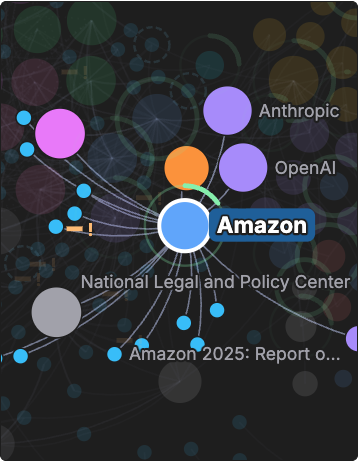 Anthropic
OpenAI
Amazon
National Legal and Policy Center
Amazon 2025: Report o...